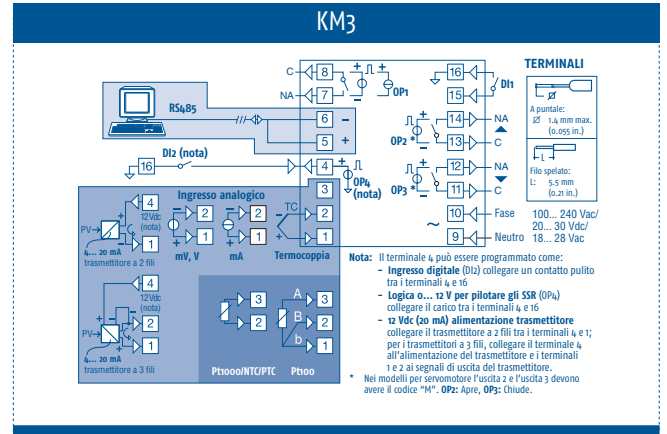 KM3
TERMINALI
C
8
+
-
+
-
OP1
16
NA
7
15
DI1
A puntale:
1.4 mm max.
(0.055 in.)
RS485
6
-
5
+
+
-
OP2 *
14
NA
13
C
DI2 (nota)
16
4
+
OP4
(nota)
+
-
OP3 *
12
NA
11
C
L
Filo spelato:
L: 5.5 mm
(0.21 in.)
3
2
1
TC
+
-
Termocoppia
~
10
Fase
9
Neutro
100... 240 Vac/
20... 30 Vdc/
18... 28 Vac
Ingresso analogico
4
12Vdc
(nota)
PV
+
-
1
4... 20 mA
trasmettitore a 2 fili
+
-
2
1
mV, V
+
-
2
1
mA
4
12Vdc
(nota)
PV
+
-
2
1
4... 20 mA
trasmettitore a 3 fili
3
2
Pt1000/NTC/PTC
A
3
B
2
b
1
Pt100
Nota: Il terminale 4 può essere programmato come:
– Ingresso digitale (DI2) collegare un contatto pulito
tra i terminali 4 e 16
– Logica 0... 12 V per pilotare gli SSR (OP4)
collegare il carico tra i terminali 4 e 16
– 12 Vdc (20 mA) alimentazione trasmettitore
collegare il trasmettitore a 2 fili tra i terminali 4 e 1;
per i trasmettitori a 3 fili, collegare il terminale 4
all'alimentazione del trasmettitore e i terminali
1 e 2 ai segnali di uscita del trasmettitore.
* Nei modelli per servomotore l'uscita 2 e l'uscita 3 devono
avere il codice "M". OP2: Apre, OP3: Chiude.